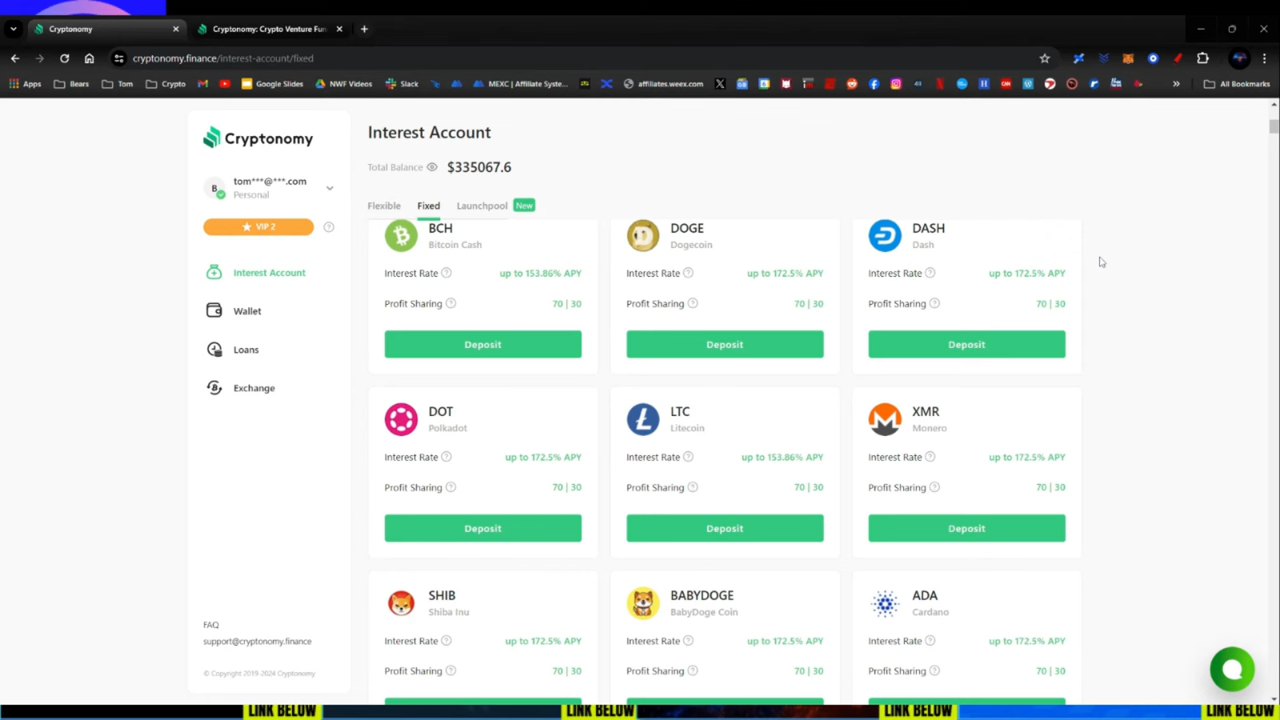 Cryptonomy
Cryptonomy: Crypto Venture Fun
cryptonomy.finance/interest-account/fixed
Apps
Bears
Tom
Crypto
Google Slides
NWF Videos
Slack
MEXC | Affiliate Syste...
affiliates.weex.com
All Bookmarks
Cryptonomy
Interest Account
B
tom***@***.com
Personal
Total Balance
$335067.6
Flexible
Fixed
Launchpool
New
VIP 2
Interest Account
Wallet
Loans
Exchange
BCH
Bitcoin Cash
Interest Rate
up to 153.86% APY
Profit Sharing
70 | 30
Deposit
DOGE
Dogecoin
Interest Rate
up to 172.5% APY
Profit Sharing
70 | 30
Deposit
DASH
Dash
Interest Rate
up to 172.5% APY
Profit Sharing
70 | 30
Deposit
DOT
Polkadot
Interest Rate
up to 172.5% APY
Profit Sharing
70 | 30
Deposit
LTC
Litecoin
Interest Rate
up to 153.86% APY
Profit Sharing
70 | 30
Deposit
XMR
Monero
Interest Rate
up to 172.5% APY
Profit Sharing
70 | 30
Deposit
SHIB
Shiba Inu
Interest Rate
up to 172.5% APY
Profit Sharing
70 | 30
BABYDOGE
BabyDoge Coin
Interest Rate
up to 172.5% APY
Profit Sharing
70 | 30
ADA
Cardano
Interest Rate
up to 172.5% APY
Profit Sharing
70 | 30
FAQ
support@cryptonomy.finance
© Copyright 2019-2024 Cryptonomy
LINK BELOW
LINK BELOW
LINK BELOW
LINK BELOW